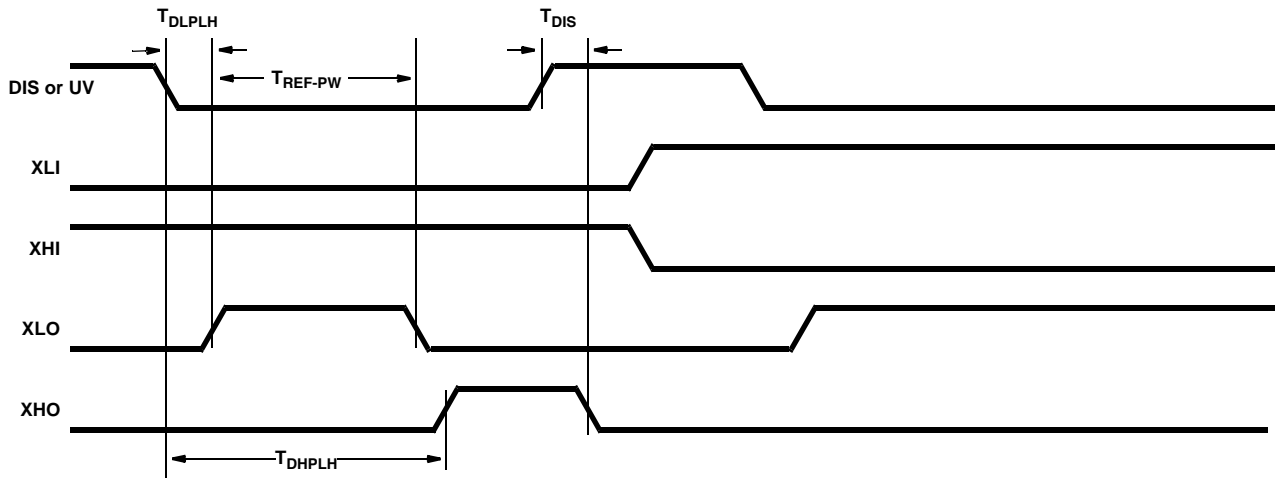 TDLPLH
TDIS
DIS or UV
TREF-PW
XLI
XHI
XLO
XHO
TDHPLH